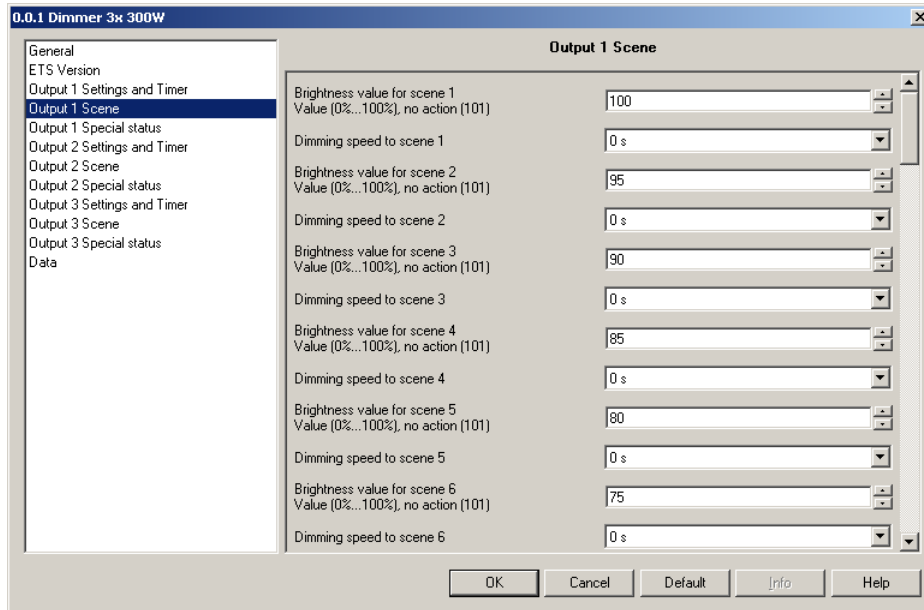 0.0.1 Dimmer 3x 300W
General
ETS Version
Output 1 Settings and Timer
Output 1 Scene
Output 1 Special status
Output 2 Settings and Timer
Output 2 Scene
Output 2 Special status
Output 3 Settings and Timer
Output 3 Scene
Output 3 Special status
Data
Output 1 Scene
Brightness value for scene 1
Value (0%...100%), no action (101)
100
Dimming speed to scene 1
0 s
Brightness value for scene 2
Value (0%...100%), no action (101)
95
Dimming speed to scene 2
0 s
Brightness value for scene 3
Value (0%...100%), no action (101)
90
Dimming speed to scene 3
0 s
Brightness value for scene 4
Value (0%...100%), no action (101)
85
Dimming speed to scene 4
0 s
Brightness value for scene 5
Value (0%...100%), no action (101)
80
Dimming speed to scene 5
0 s
Brightness value for scene 6
Value (0%...100%), no action (101)
75
Dimming speed to scene 6
0 s
OK
Cancel
Default
Info
Help